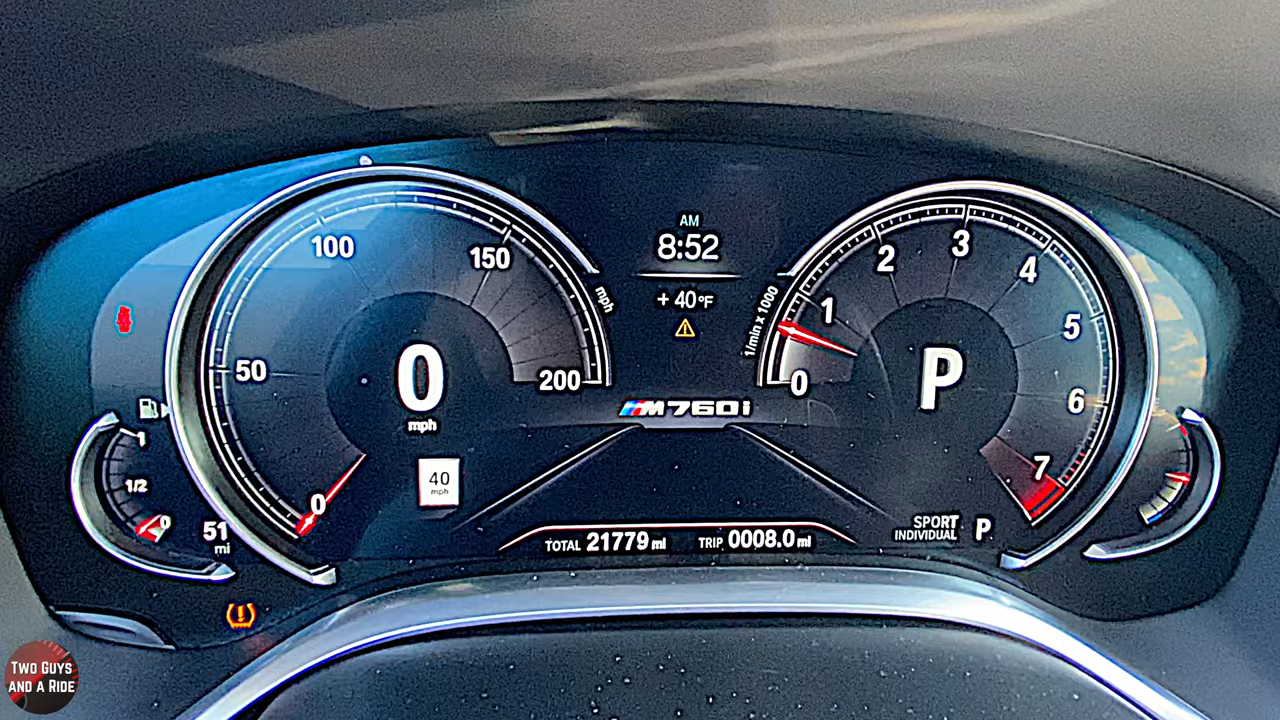 AM
8:52
+ 40°F
100
150
mph
50
200
0
mph
40
mph
0
1
1/2
0
51
mi
1/min x 1000
0
1
2
3
4
5
6
7
P
M760i
SPORT
INDIVIDUAL
P
TOTAL 21779 mi TRIP 0008.0 mi
TWO GUYS
AND A RIDE